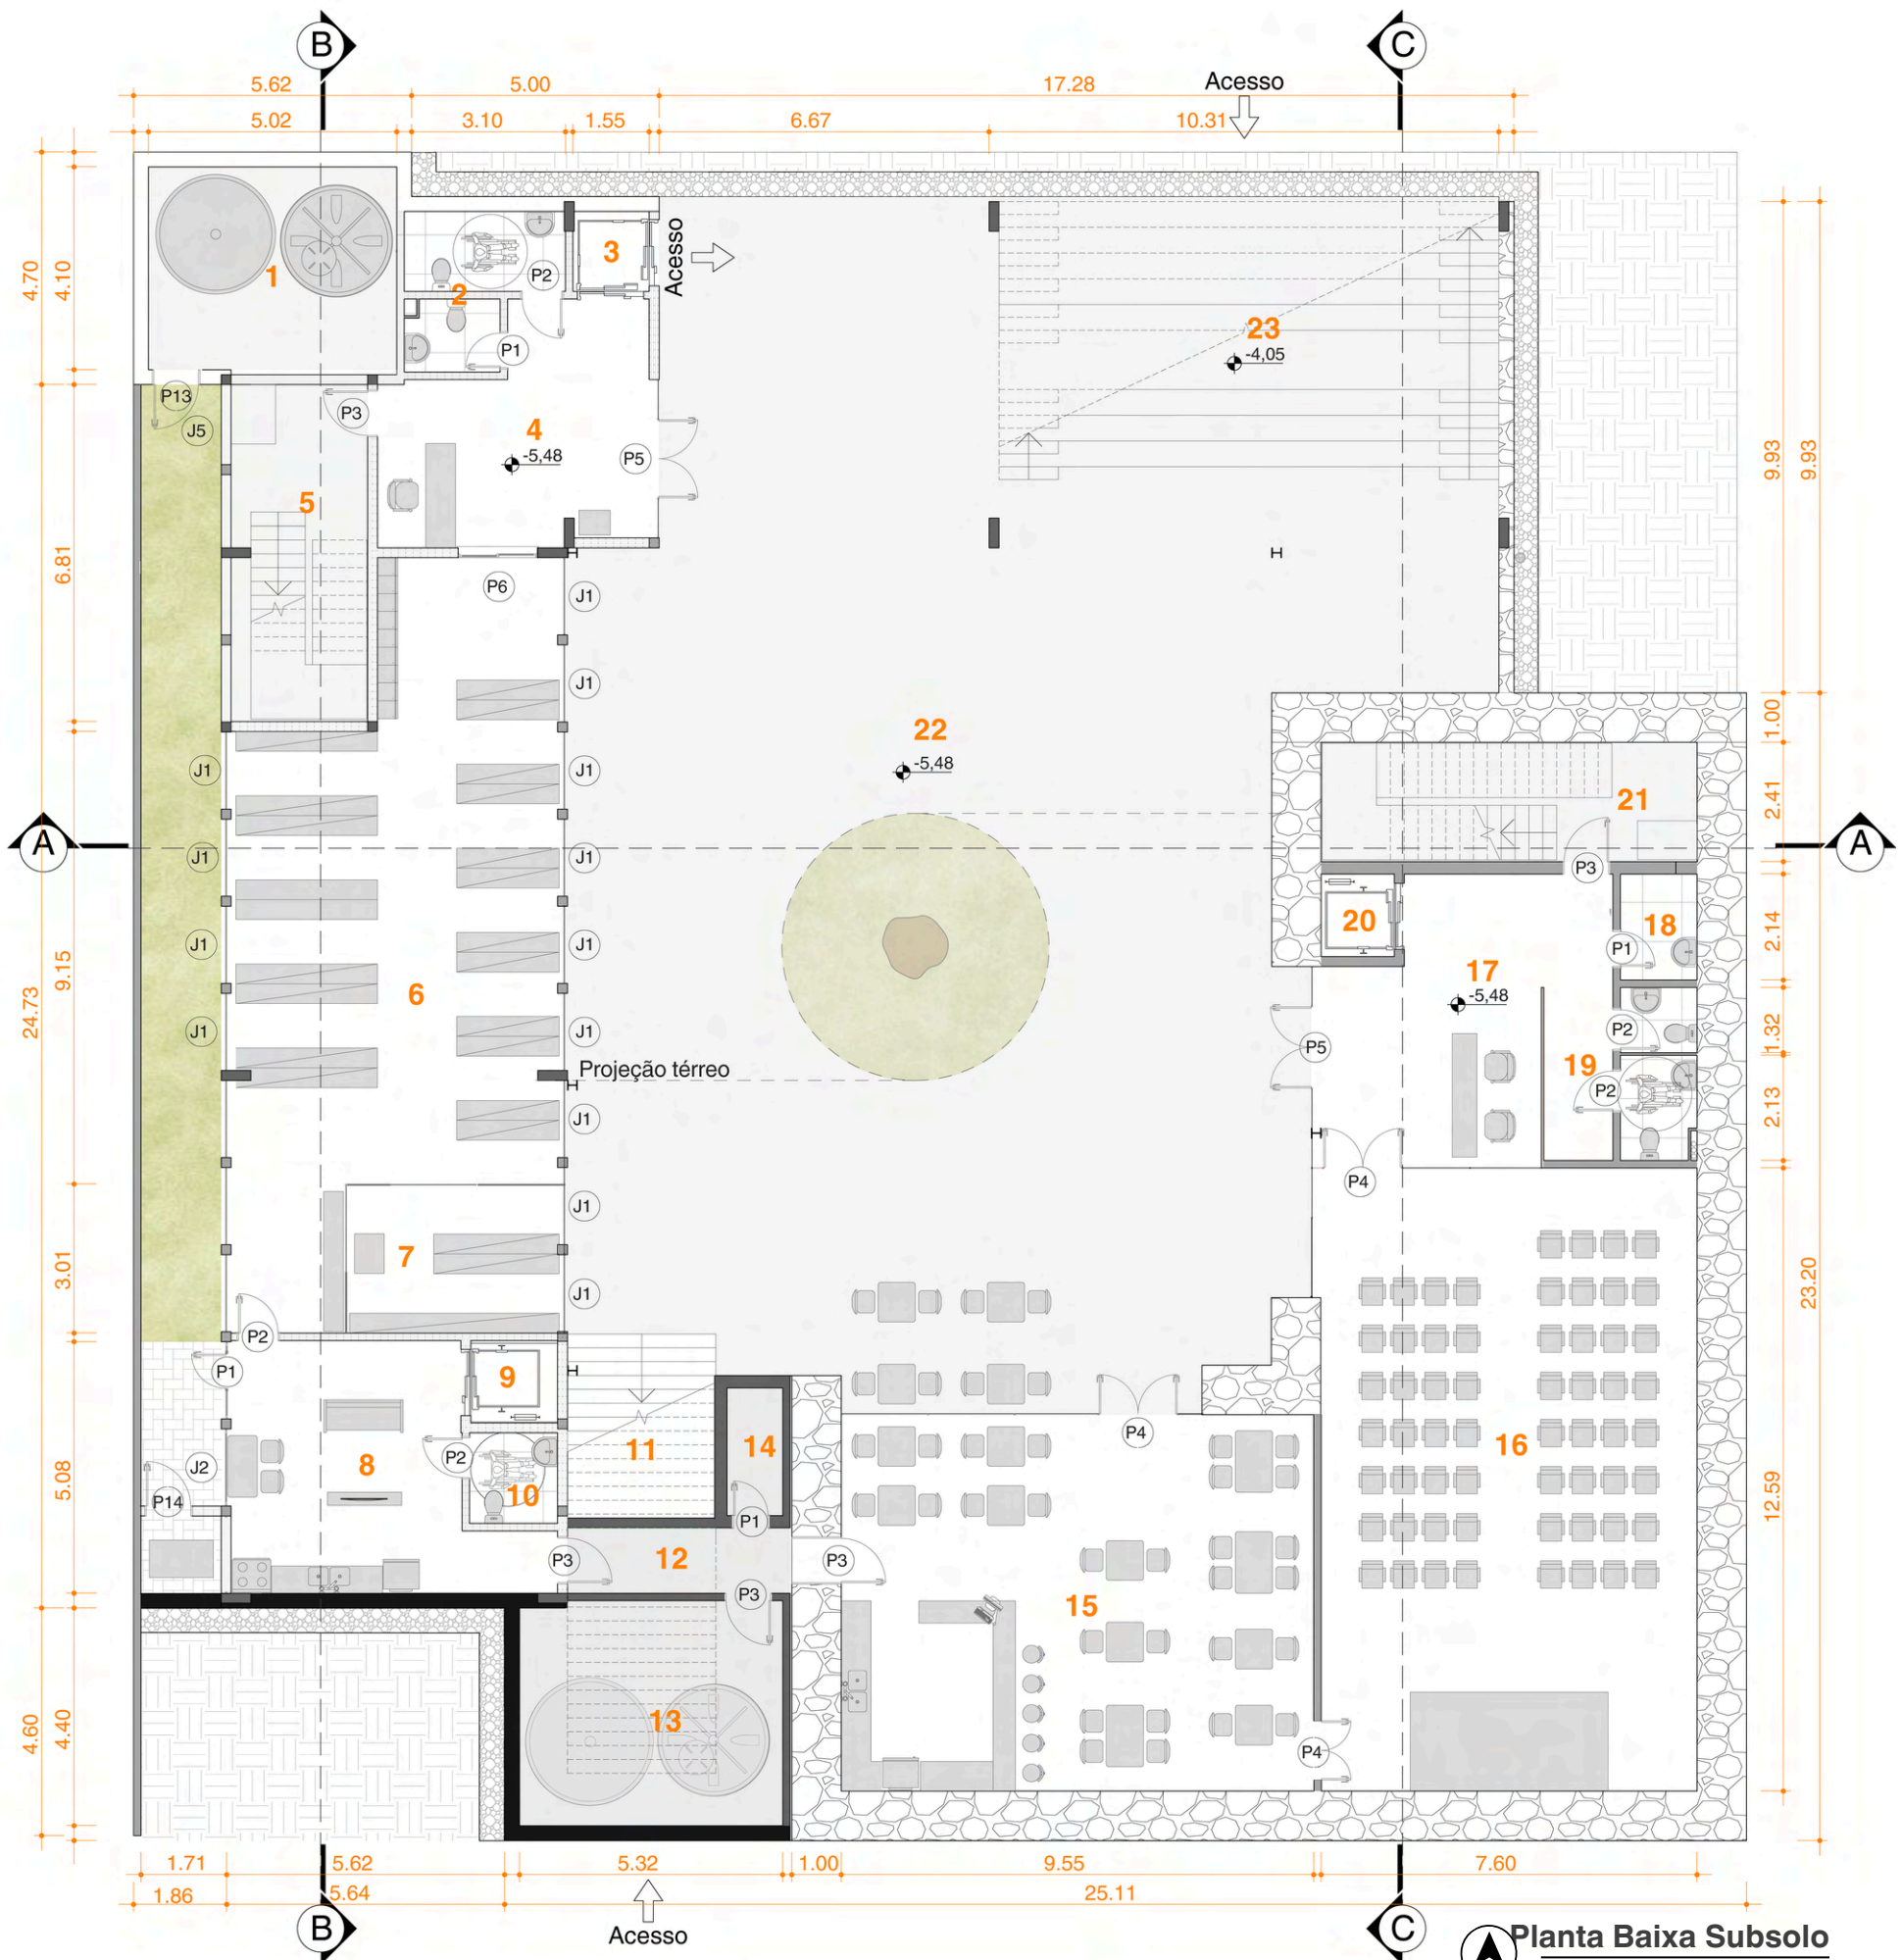 B
C
5.62
5.00
17.28
Acesso
5.02
3.10
1.55
6.67
10.31
4.70
4.10
1
2
P2
3
Acesso
P1
23
-4,05
P13
J5
P3
4
-5,48
P5
9.93
9.93
5
6.81
P6
J1
J1
1.00
22
-5,48
J1
J1
21
2.41
A
A
J1
J1
P3
20
18
2.14
9.15
J1
J1
P1
17
-5,48
6
24.73
J1
J1
P5
P2
1.32
Projeção térreo
19
P2
2.13
J1
P4
J1
7
3.01
J1
23.20
P2
P1
9
8
J2
P2
11
14
P4
16
5.08
10
P14
P1
12.59
P3
12
P3
P3
15
13
4.60
4.40
P4
1.71
5.62
5.32
1.00
9.55
7.60
1.86
5.64
25.11
B
Acesso
C
Planta Baixa Subsolo